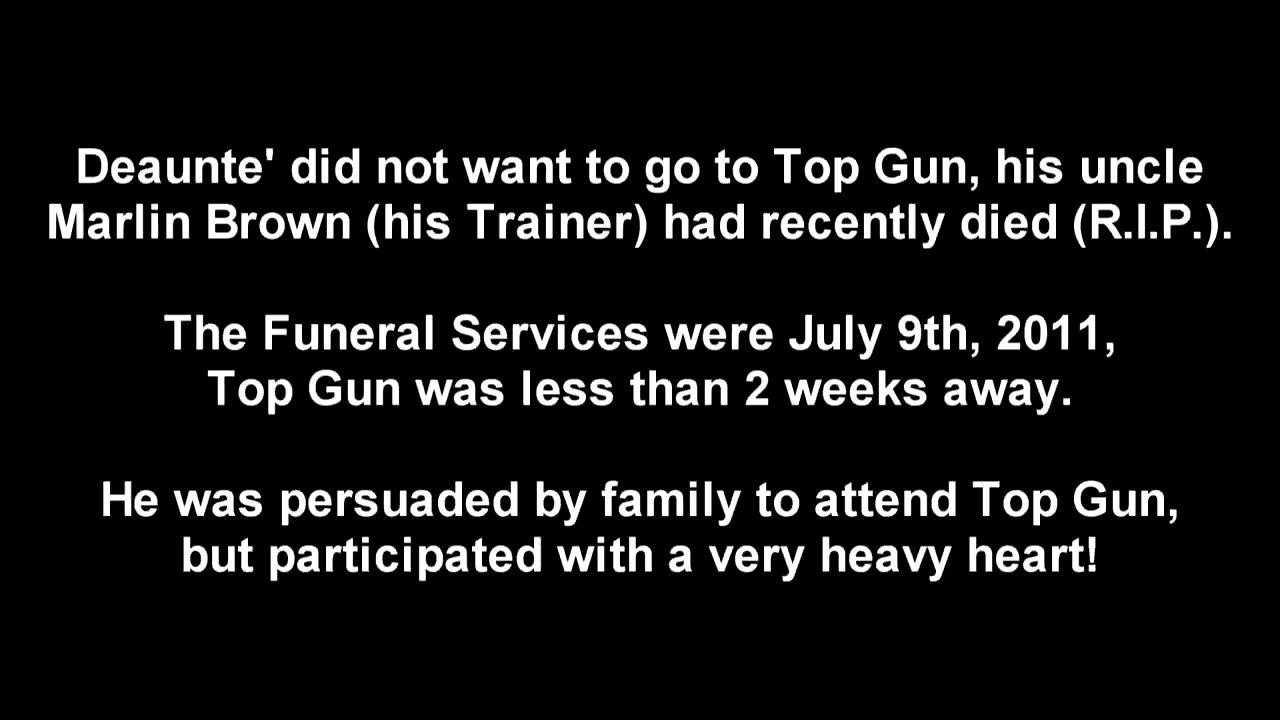 Deaunte' did not want to go to Top Gun, his uncle
Marlin Brown (his Trainer) had recently died (R.I.P.).
The Funeral Services were July 9th, 2011,
Top Gun was less than 2 weeks away.
He was persuaded by family to attend Top Gun,
but participated with a very heavy heart!